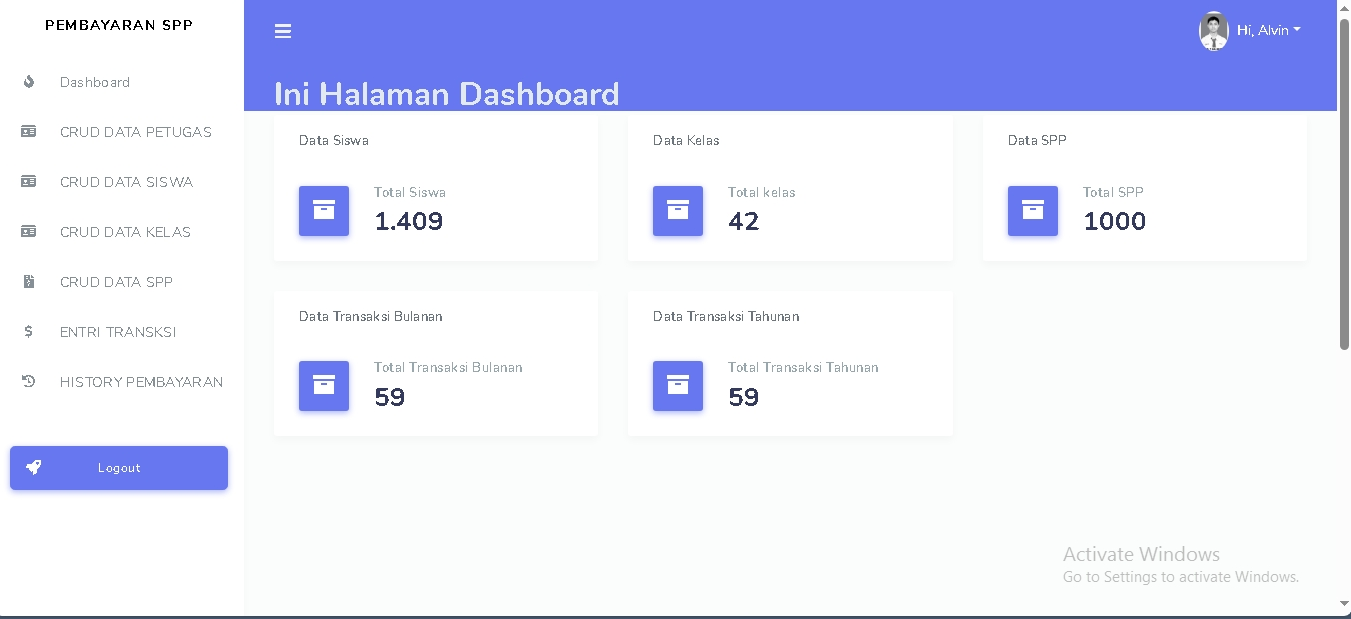 PEMBAYARAN SPP
Hi, Alvin
Dashboard
CRUD DATA PETUGAS
CRUD DATA SISWA
CRUD DATA KELAS
CRUD DATA SPP
ENTRI TRANSKSI
HISTORY PEMBAYARAN
Logout
Ini Halaman Dashboard
Data Siswa
Total Siswa
1.409
Data Kelas
Total kelas
42
Data SPP
Total SPP
1000
Data Transaksi Bulanan
Total Transaksi Bulanan
59
Data Transaksi Tahunan
Total Transaksi Tahunan
59
Activate Windows
Go to Settings to activate Windows.